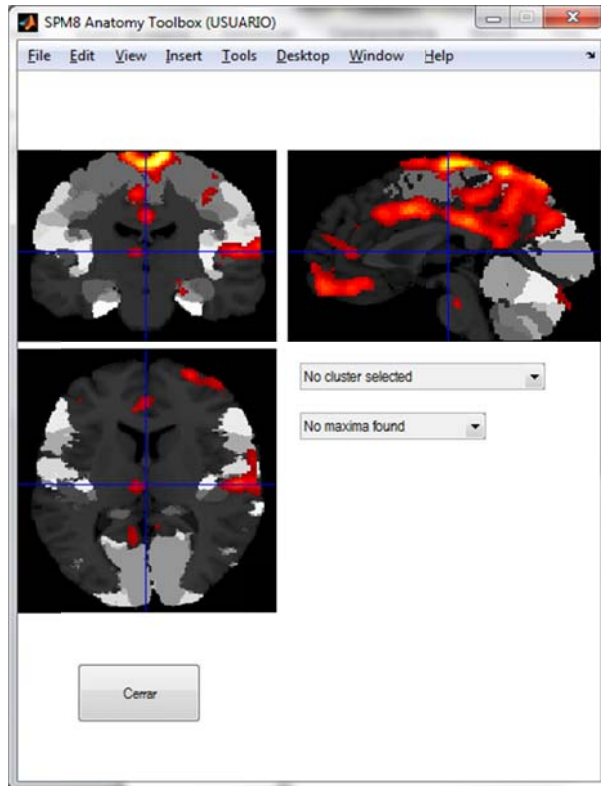 SPM8 Anatomy Toolbox (USUARIO)
File Edit View Insert Tools Desktop Window Help
No cluster selected
No maxima found
Cerrar